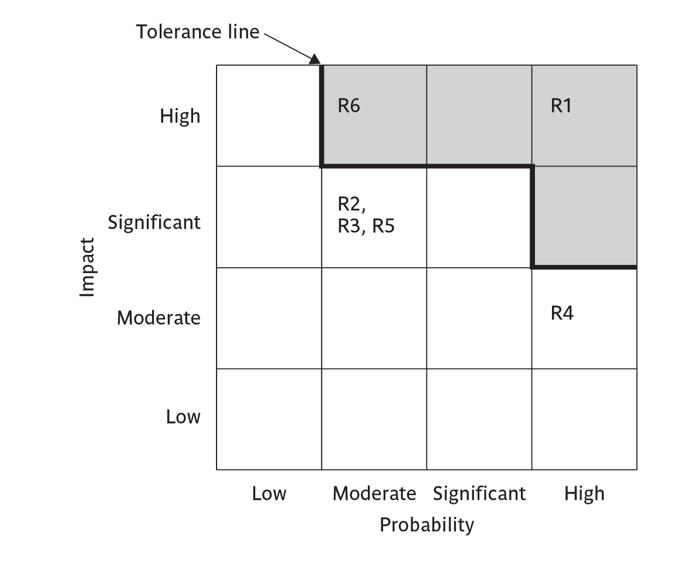 Tolerance line
High
R6
R1
Significant
R2,
R3, R5
Impact
Moderate
R4
Low
Low
Moderate
Significant
High
Probability